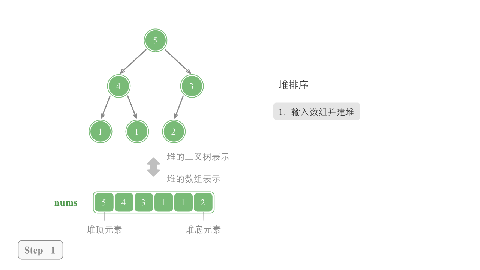 5
堆排序
4
3
1. 输入数组并建堆
1
1
2
堆的二叉树表示
堆的数组表示
nums
5 4 3 1 1 2
堆顶元素
堆底元素
Step 1